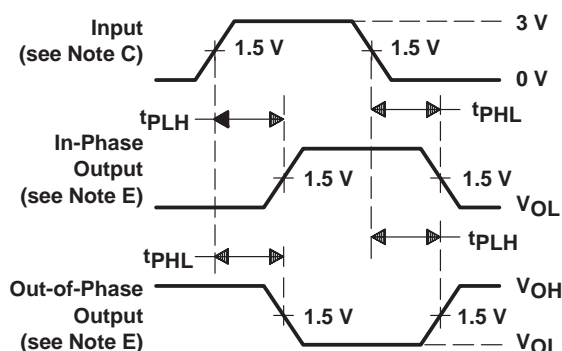 3 V
Input
(see Note C)
1.5 V
1.5 V
0 V
tPLH
tPHL
In-Phase
Output
(see Note E)
1.5 V
1.5 V
VOL
tPHL
tPLH
Out-of-Phase
Output
(see Note E)
VOH
1.5 V
1.5 V
VOL